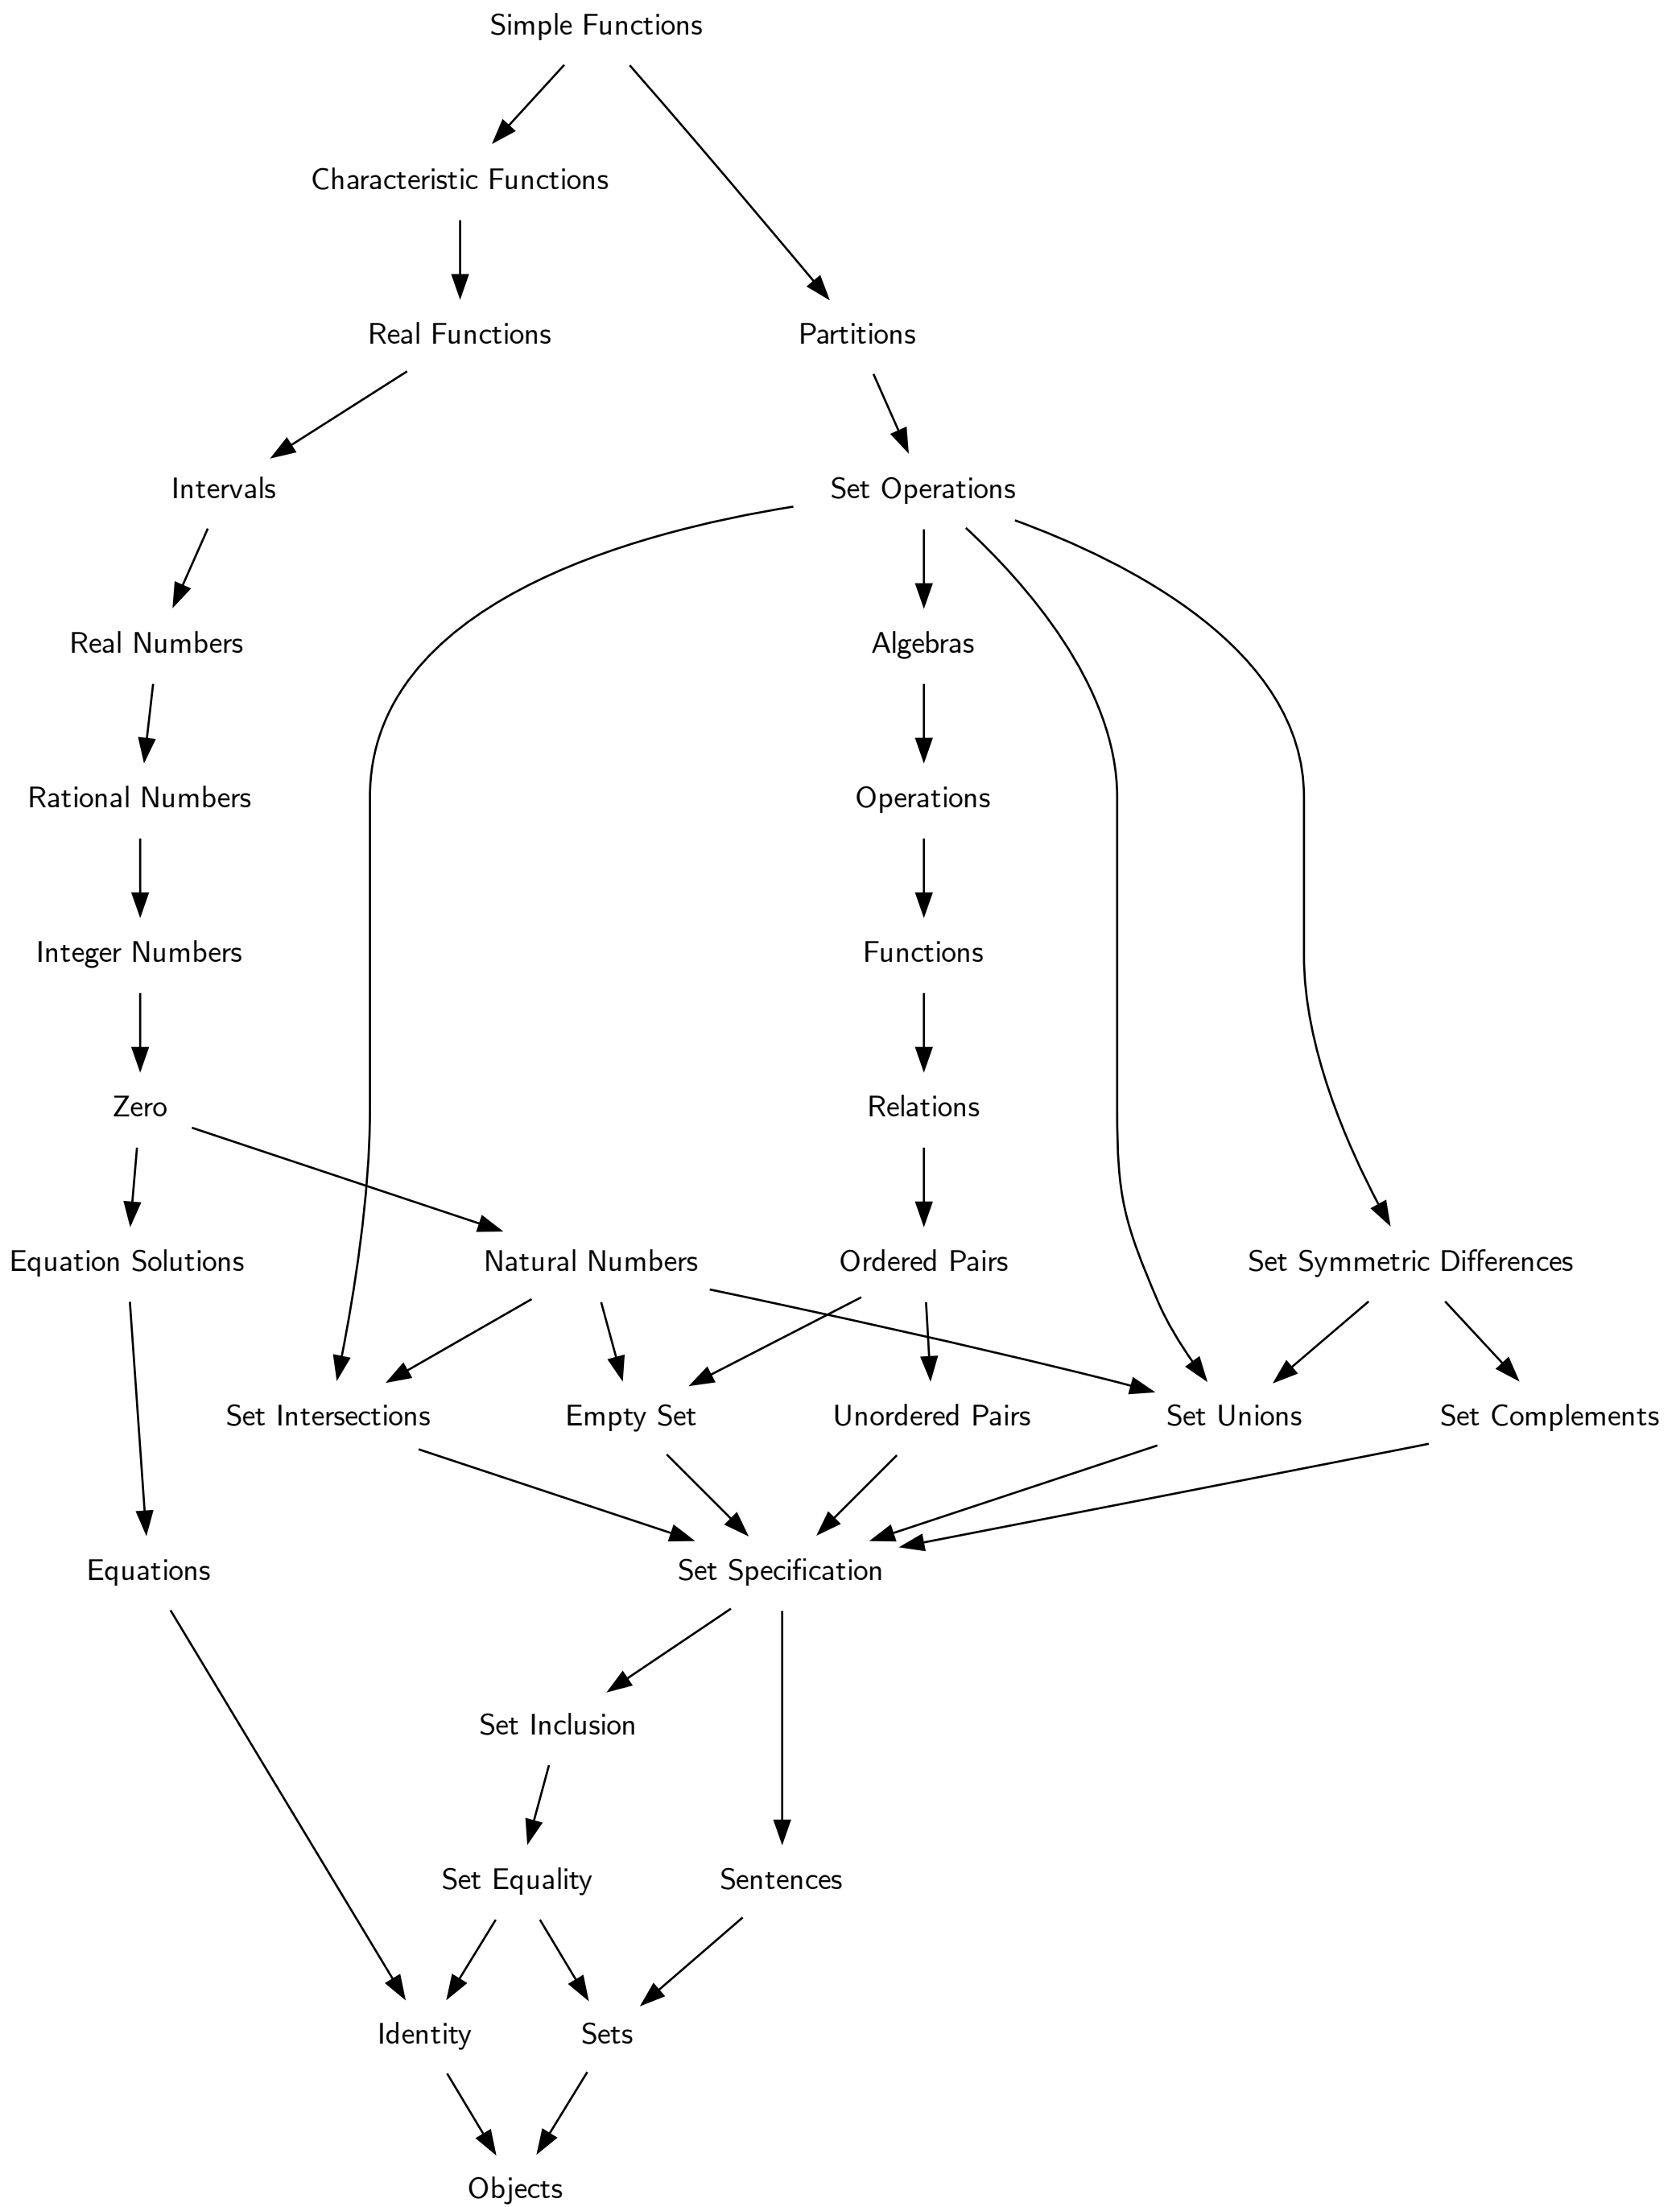 Simple Functions
Characteristic Functions
Real Functions
Partitions
Intervals
Set Operations
Real Numbers
Algebras
Rational Numbers
Operations
Integer Numbers
Functions
Zero
Relations
Equation Solutions
Natural Numbers
Ordered Pairs
Set Symmetric Differences
Set Intersections
Empty Set
Unordered Pairs
Set Unions
Set Complements
Equations
Set Specification
Set Inclusion
Set Equality
Sentences
Identity
Sets
Objects